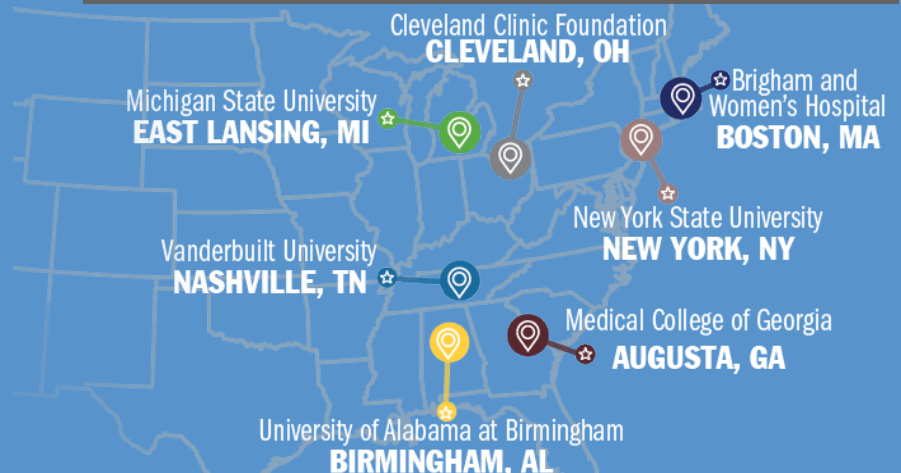 Cleveland Clinic Foundation
CLEVELAND, OH
Michigan State University
EAST LANSING, MI
Brigham and
Women's Hospital
BOSTON, MA
New York State University
NEW YORK, NY
Vanderbuilt University
NASHVILLE, TN
Medical College of Georgia
AUGUSTA, GA
University of Alabama at Birmingham
BIRMINGHAM, AL